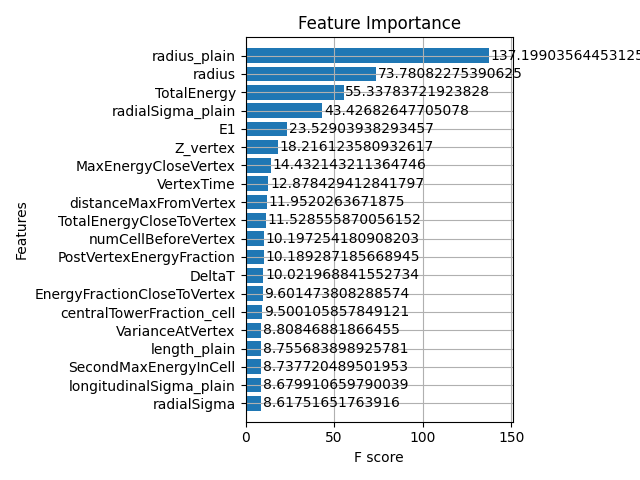 Feature Importance
radius_plain 137.19903564453125
radius 73.78082275390625
TotalEnergy 55.33783721923828
radialSigma_plain 43.42682647705078
E1 23.52903938293457
Z_vertex 18.216123580932617
MaxEnergyCloseVertex 14.432143211364746
VertexTime 12.878429412841797
distanceMaxFromVertex 11.9520263671875
TotalEnergyCloseToVertex 11.528555870056152
numCellBeforeVertex 10.197254180908203
PostVertexEnergyFraction 10.189287185668945
DeltaT 10.021968841552734
EnergyFractionCloseToVertex 9.601473808288574
centralTowerFraction_cell 9.500105857849121
VarianceAtVertex 8.80846881866455
length_plain 8.755683898925781
SecondMaxEnergyInCell 8.737720489501953
longitudinalSigma_plain 8.679910659790039
radialSigma 8.61751651763916
Features
0 50 100 150
F score